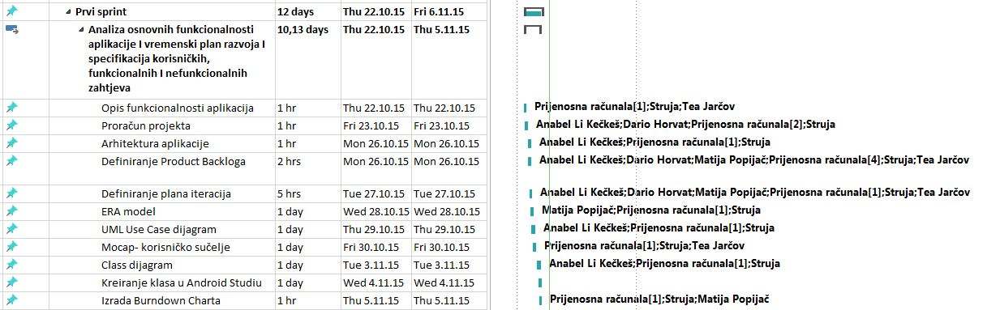 Prvi sprint 12 days Thu 22.10.15 Fri 6.11.15
Analiza osnovnih funkcionalnosti 10,13 days Thu 22.10.15 Thu 5.11.15
aplikacije I vremenski plan razvoja I
specifikacija korisničkih,
funkcionalnih I nefunkcionalnih
zahtjeva
Opis funkcionalnosti aplikacija 1 hr Thu 22.10.15 Thu 22.10.15 Prijenosna računala[1];Struja;Tea Jarčov
Proračun projekta 1 hr Fri 23.10.15 Fri 23.10.15 Anabel Li Kečkeš;Dario Horvat;Prijenosna računala[2];Struja
Arhitektura aplikacije 1 hr Mon 26.10.15 Mon 26.10.15 Anabel Li Kečkeš;Prijenosna računala[1];Struja
Definiranje Product Backloga 2 hrs Mon 26.10.15 Mon 26.10.15 Anabel Li Kečkeš;Dario Horvat;Matija Popijač;Prijenosna računala[4];Struja;Tea Jarčov
Definiranje plana iteracija 5 hrs Tue 27.10.15 Tue 27.10.15 Anabel Li Kečkeš;Dario Horvat;Matija Popijač;Prijenosna računala[1];Struja;Tea Jarčov
ERA model 1 day Wed 28.10.15 Wed 28.10.15 Matija Popijač;Prijenosna računala[1];Struja
UML Use Case dijagram 1 day Thu 29.10.15 Thu 29.10.15 Anabel Li Kečkeš;Prijenosna računala[1];Struja
Mocap- korisničko sučelje 1 day Fri 30.10.15 Fri 30.10.15 Prijenosna računala[1];Struja;Tea Jarčov
Class dijagram 1 day Tue 3.11.15 Tue 3.11.15 Anabel Li Kečkeš;Prijenosna računala[1];Struja
Kreiranje klasa u Android Studiu 1 day Wed 4.11.15 Wed 4.11.15
Izrada Burndown Charta 1 hr Thu 5.11.15 Thu 5.11.15 Prijenosna računala[1];Struja;Matija Popijač